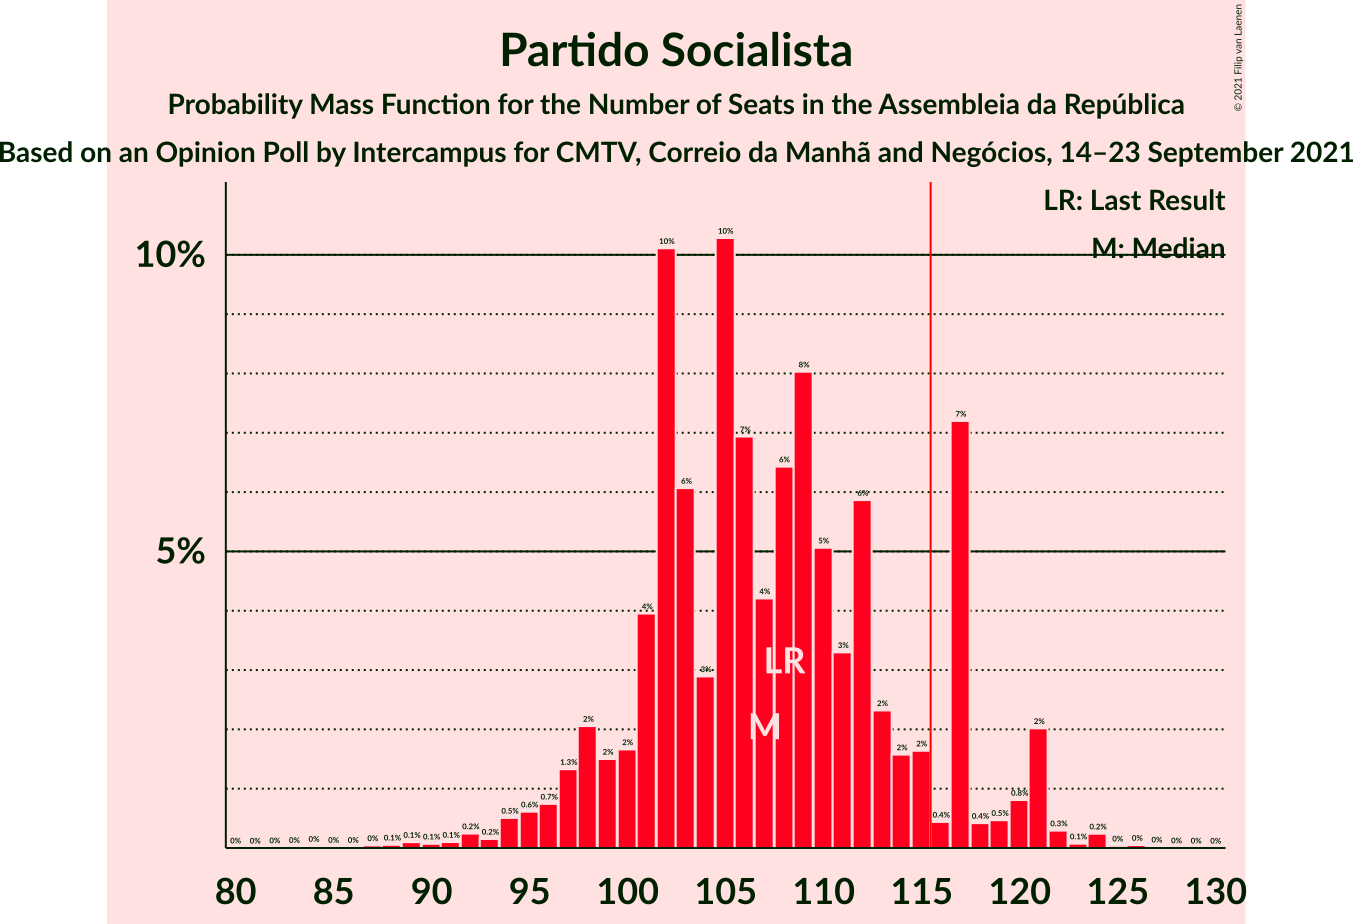 Partido Socialista
Probability Mass Function for the Number of Seats in the Assembleia da República
Based on an Opinion Poll by Intercampus for CMTV, Correio da Manhã and Negócios, 14–23 September 2021
© 2021 Filip van Laenen
LR: Last Result
M: Median
10%
5%
0% 0% 0% 0% 0% 0% 0% 0% 0.1% 0.1% 0.1% 0.1% 0.2% 0.2% 0.5% 0.6% 0.7% 1.3% 2% 2% 2% 4% 10% 6% 3% 10% 7% 4% 6% 8% 5% 3% 6% 2% 2% 2% 0.4% 7% 0.4% 0.5% 0.8% 2% 0.3% 0.1% 0.2% 0% 0% 0% 0% 0% 0%
LR
M
80 85 90 95 100 105 110 115 120 125 130